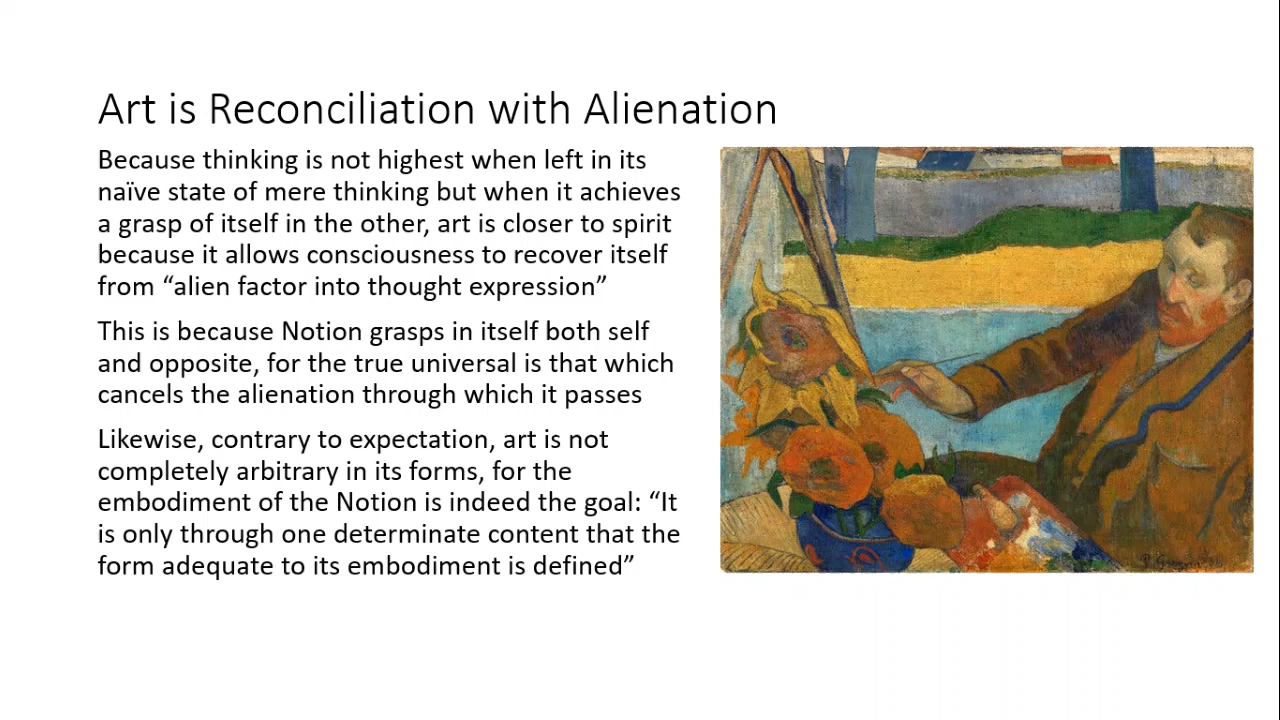 Art is Reconciliation with Alienation
Because thinking is not highest when left in its
naïve state of mere thinking but when it achieves
a grasp of itself in the other, art is closer to spirit
because it allows consciousness to recover itself
from “alien factor into thought expression”
This is because Notion grasps in itself both self
and opposite, for the true universal is that which
cancels the alienation through which it passes
Likewise, contrary to expectation, art is not
completely arbitrary in its forms, for the
embodiment of the Notion is indeed the goal: “It
is only through one determinate content that the
form adequate to its embodiment is defined”